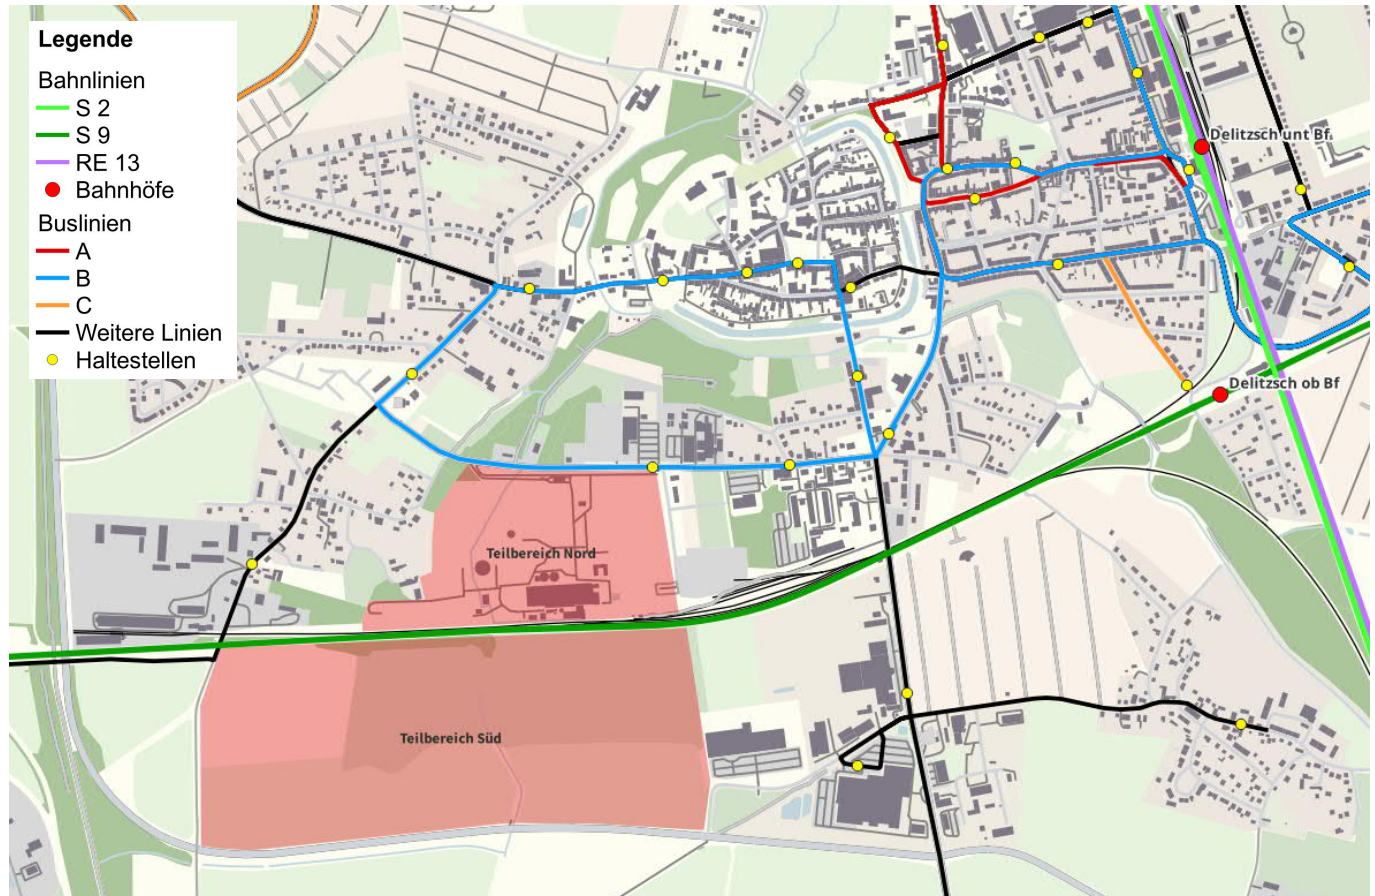 Legende
Bahnlinien
S 2
S 9
RE 13
Bahnhöfe
Buslinien
A
B
C
Weitere Linien
Haltestellen
Delitzsch unt Bf.
Delitzsch ob Bf
Teilbereich Nord
Teilbereich Süd